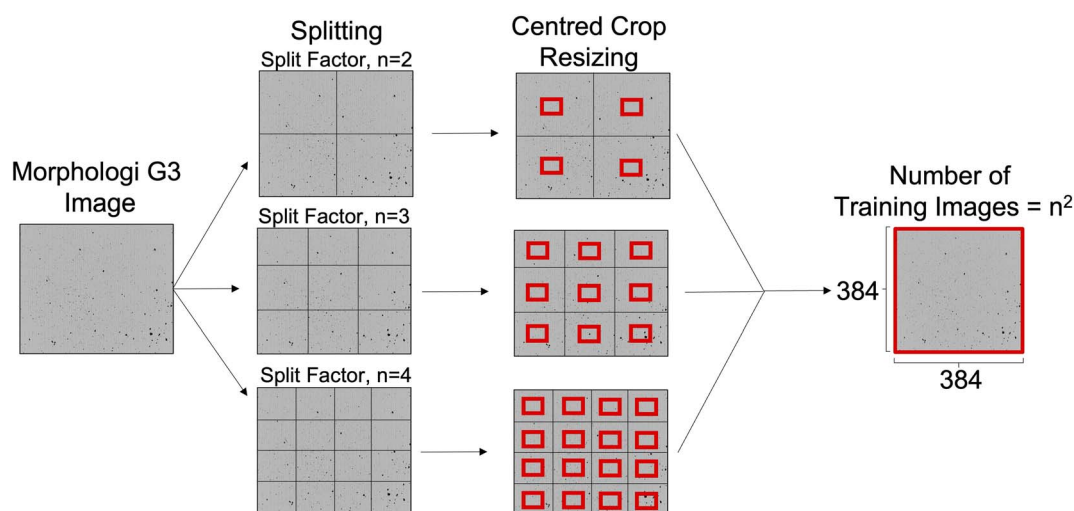 Morphologi G3
Image
Splitting
Split Factor, n=2
Split Factor, n=3
Split Factor, n=4
Centred Crop
Resizing
Number of
Training Images = n²
384
384